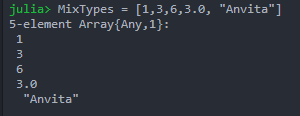 julia> MixTypes = [1,3,6,3.0, "Anvita"]
5-element Array{Any,1}:
1
3
6
3.0
"Anvita"